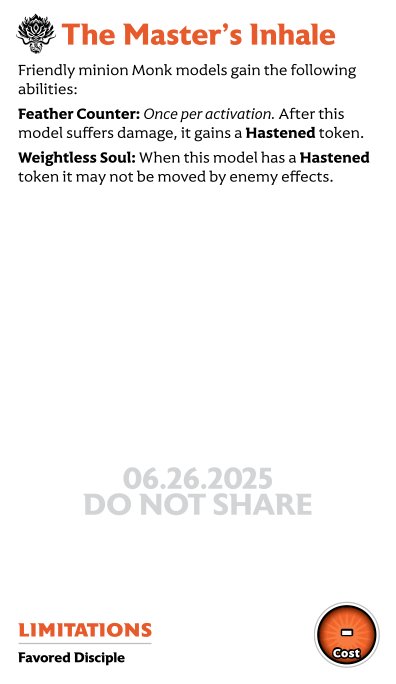 The Master's Inhale
Friendly minion Monk models gain the following
abilities:
Feather Counter: Once per activation. After this
model suffers damage, it gains a Hastened token.
Weightless Soul: When this model has a Hastened
token it may not be moved by enemy effects.
06.26.2025
DO NOT SHARE
LIMITATIONS
Favored Disciple
-
Cost